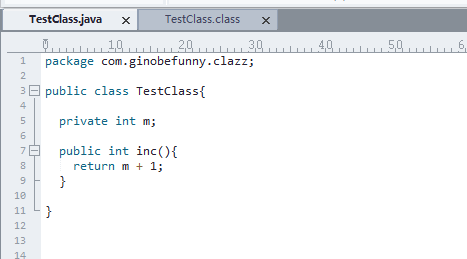 TestClass.java x TestClass.class x
0 10 20 30 40 50 6
1 package com.ginobefunny.clazz;
2
3 public class TestClass{
4
5 private int m;
6
7 public int inc(){
8 return m + 1;
9 }
10
11 }
12
13
14